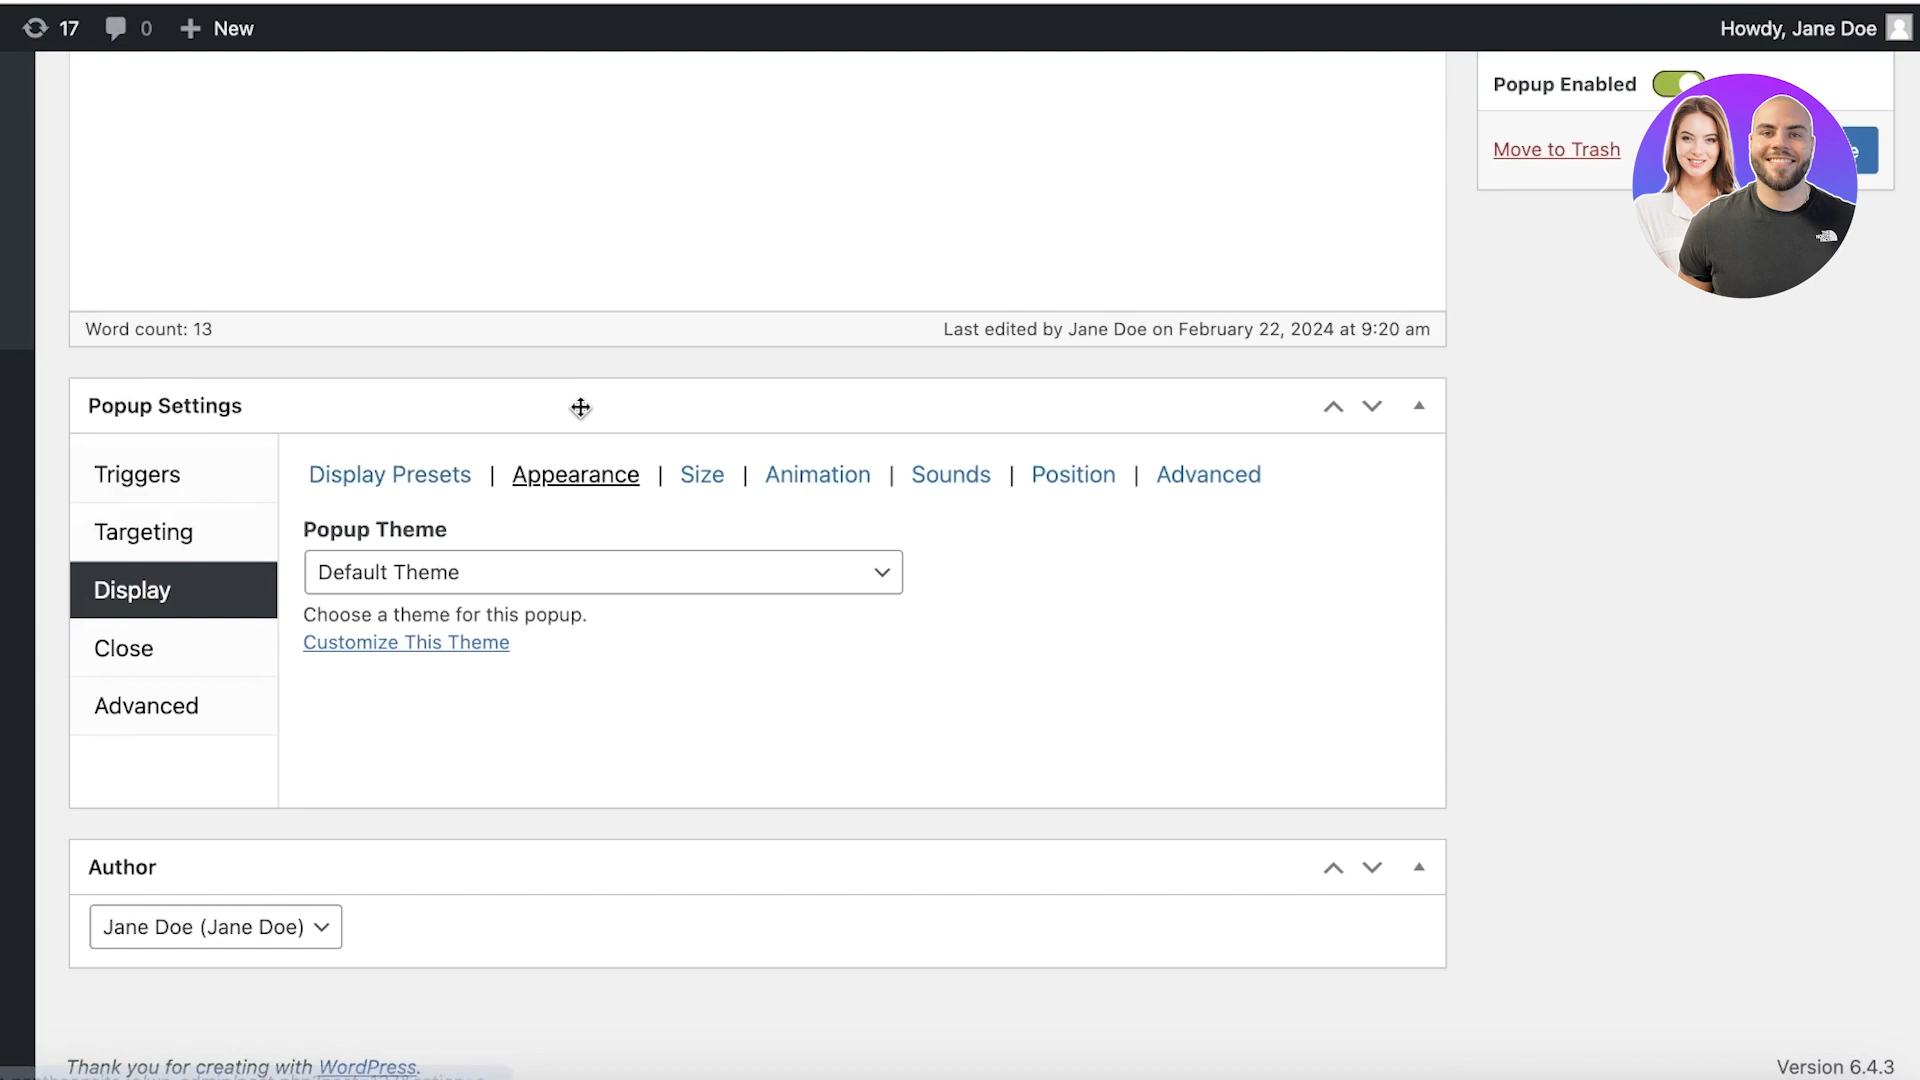 17 0 New Howdy, Jane Doe
Popup Enabled
Move to Trash
Word count: 13 Last edited by Jane Doe on February 22, 2024 at 9:20 am
Popup Settings
Triggers
Targeting
Display
Close
Advanced
Display Presets | Appearance | Size | Animation | Sounds | Position | Advanced
Popup Theme
Default Theme
Choose a theme for this popup.
Customize This Theme
Author
Jane Doe (Jane Doe)
Thank you for creating with WordPress. Version 6.4.3